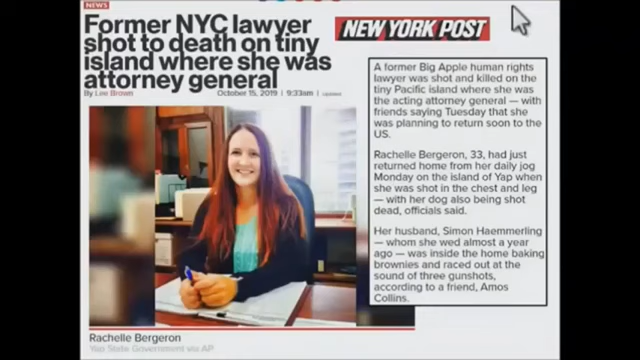 NEWS
Former NYC lawyer
shot to death on tiny
island where she was
attorney general
By Lee Brown
October 15, 2019 | 9:33am | Updated
NEW YORK POST
A former Big Apple human rights
lawyer was shot and killed on the
tiny Pacific island where she was
the acting attorney general — with
friends saying Tuesday that she
was planning to return soon to the
US.
Rachelle Bergeron, 33, had just
returned home from her daily jog
Monday on the island of Yap when
she was shot in the chest and leg
— with her dog also being shot
dead, officials said.
Her husband, Simon Haemmerling
— whom she wed almost a year
ago — was inside the home baking
brownies and raced out at the
sound of three gunshots,
according to a friend, Amos
Collins.
Rachelle Bergeron
Yap State Government via AP